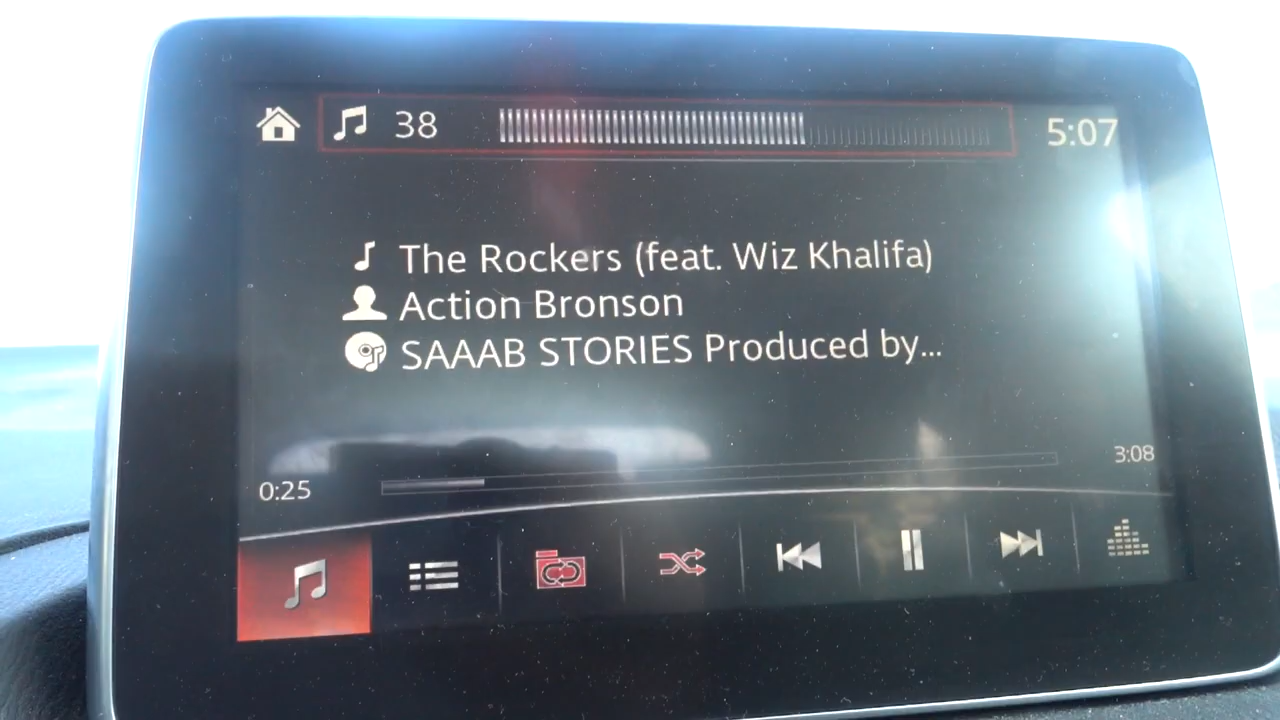 38
5:07
The Rockers (feat. Wiz Khalifa)
Action Bronson
SAAAB STORIES Produced by...
0:25
3:08